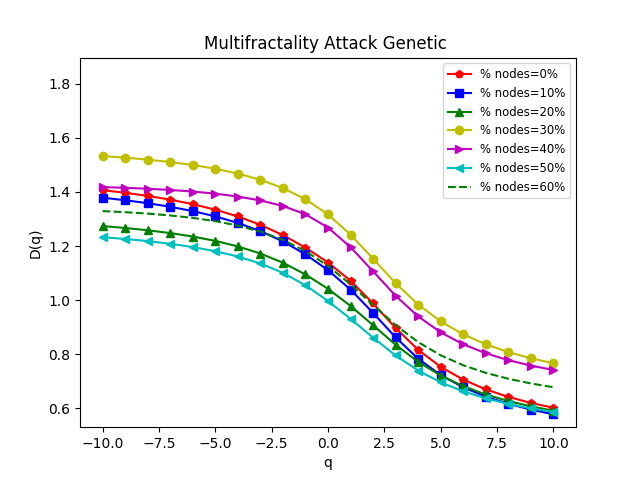 Multifractality Attack Genetic
D(q)
1.8
1.6
1.4
1.2
1.0
0.8
0.6
% nodes=0%
% nodes=10%
% nodes=20%
% nodes=30%
% nodes=40%
% nodes=50%
% nodes=60%
−10.0 −7.5 −5.0 −2.5 0.0 2.5 5.0 7.5 10.0
q